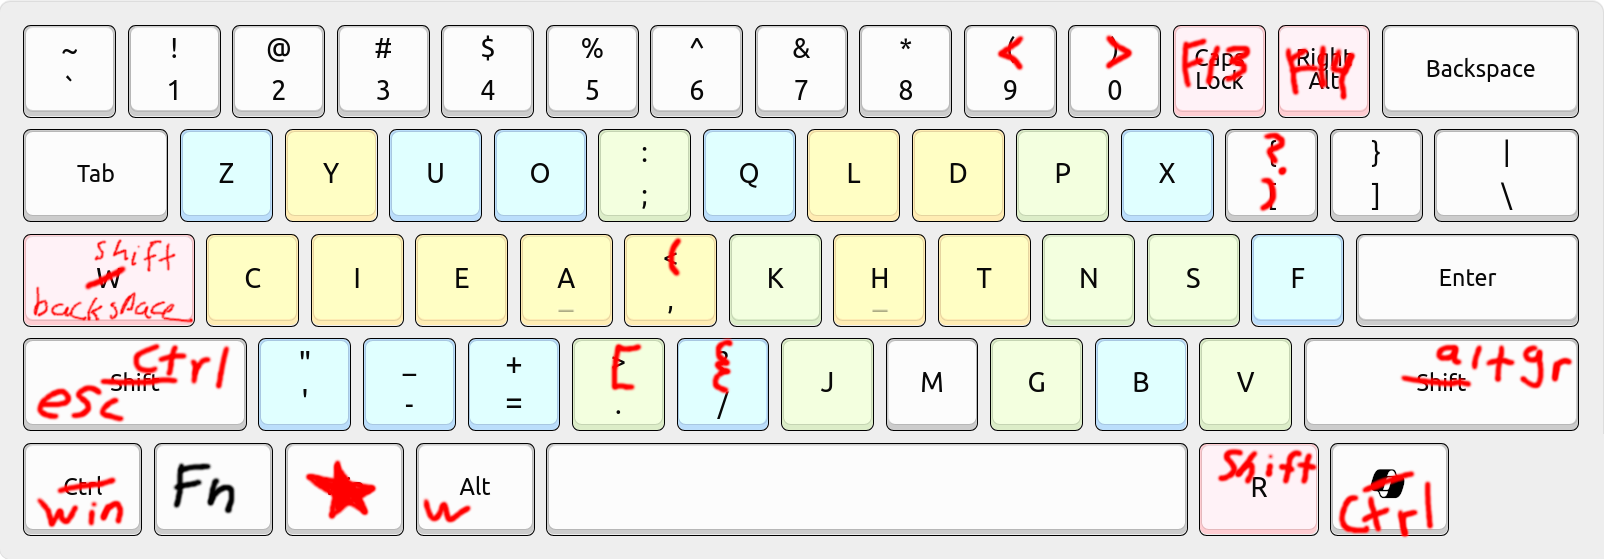 ~ ! @ # $ % ^ & * < > F13 F14 Backspace
` 1 2 3 4 5 6 7 8 9 0 Caps Lock Right Alt
Tab Z Y U O : Q L D P X ? } |
; ) ] \
shift
W C I E A ( K H T N S F Enter
backspace _ , _
ctrl " _ + [ { J M G B V altgr
esc Shift ' - = . / Shift
Ctrl Fn Alt Shift
win w R ctrl